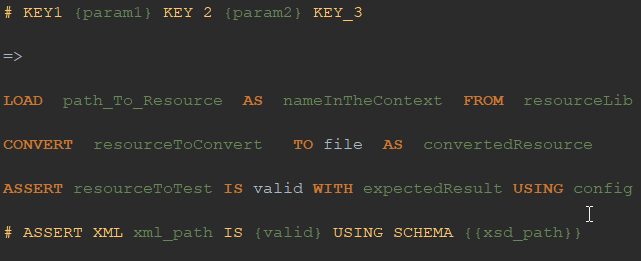 # KEY1 {param1} KEY 2 {param2} KEY_3
=>
LOAD path_To_Resource AS nameInTheContext FROM resourceLib
CONVERT resourceToConvert TO file AS convertedResource
ASSERT resourceToTest IS valid WITH expectedResult USING config
# ASSERT XML xml_path IS {valid} USING SCHEMA {{xsd_path}}